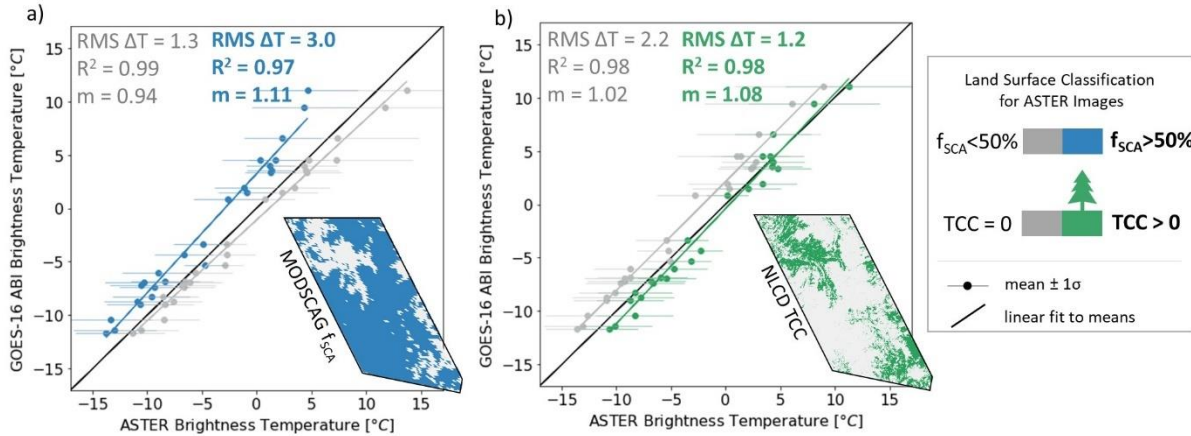 a)
RMS ΔT = 1.3 RMS ΔT = 3.0
R² = 0.99 R² = 0.97
m = 0.94 m = 1.11
GOES-16 ABI Brightness Temperature [°C]
15
10
5
0
−5
−10
−15
MODSCAG f_SCA
−15 −10 −5 0 5 10 15
ASTER Brightness Temperature [°C]
b)
RMS ΔT = 2.2 RMS ΔT = 1.2
R² = 0.98 R² = 0.98
m = 1.02 m = 1.08
GOES-16 ABI Brightness Temperature [°C]
15
10
5
0
−5
−10
−15
NLCD TCC
−15 −10 −5 0 5 10 15
ASTER Brightness Temperature [°C]
Land Surface Classification
for ASTER Images
f_SCA<50% f_SCA>50%
TCC = 0 TCC > 0
mean ± 1σ
linear fit to means